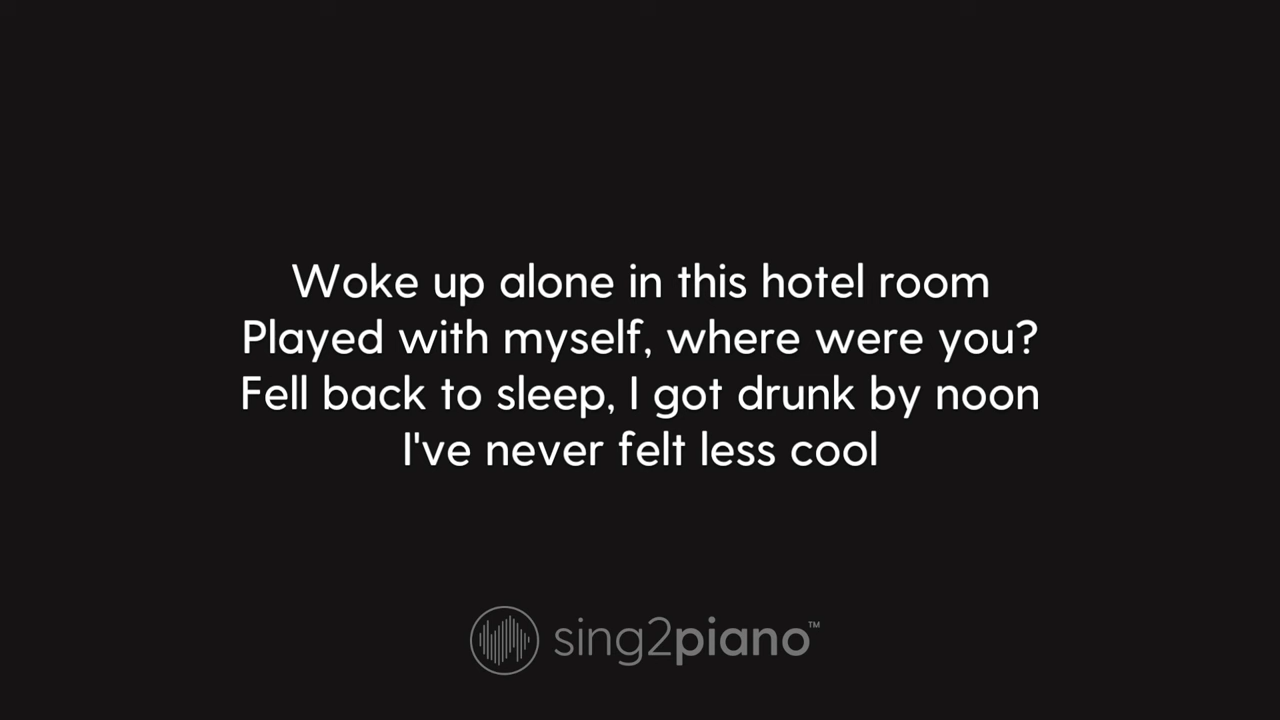 Woke up alone in this hotel room
Played with myself, where were you?
Fell back to sleep, I got drunk by noon
I've never felt less cool
sing2piano™